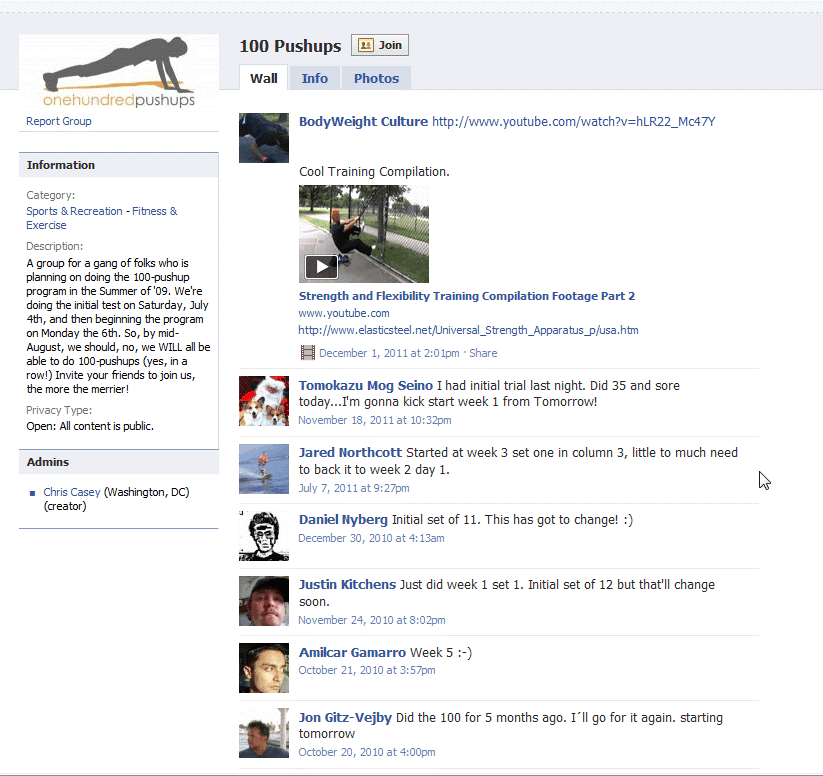 onehundredpushups
Report Group
Information
Category:
Sports & Recreation - Fitness &
Exercise
Description:
A group for a gang of folks who is
planning on doing the 100-pushup
program in the Summer of '09. We're
doing the initial test on Saturday, July
4th, and then beginning the program
on Monday the 6th. So, by mid-
August, we should, no, we WILL all be
able to do 100-pushups (yes, in a
row!) Invite your friends to join us,
the more the merrier!
Privacy Type:
Open: All content is public.
Admins
Chris Casey (Washington, DC)
(creator)
100 Pushups Join
Wall Info Photos
BodyWeight Culture http://www.youtube.com/watch?v=hLR22_Mc47Y
Cool Training Compilation.
Strength and Flexibility Training Compilation Footage Part 2
www.youtube.com
http://www.elasticsteel.net/Universal_Strength_Apparatus_p/usa.htm
December 1, 2011 at 2:01pm · Share
Tomokazu Mog Seino I had initial trial last night. Did 35 and sore
today...I'm gonna kick start week 1 from Tomorrow!
November 18, 2011 at 10:32pm
Jared Northcott Started at week 3 set one in column 3, little to much need
to back it to week 2 day 1.
July 7, 2011 at 9:27pm
Daniel Nyberg Initial set of 11. This has got to change! :)
December 30, 2010 at 4:13am
Justin Kitchens Just did week 1 set 1. Initial set of 12 but that'll change
soon.
November 24, 2010 at 8:02pm
Amilcar Gamarro Week 5 :-)
October 21, 2010 at 3:57pm
Jon Gitz-Vejby Did the 100 for 5 months ago. I´ll go for it again. starting
tomorrow
October 20, 2010 at 4:00pm